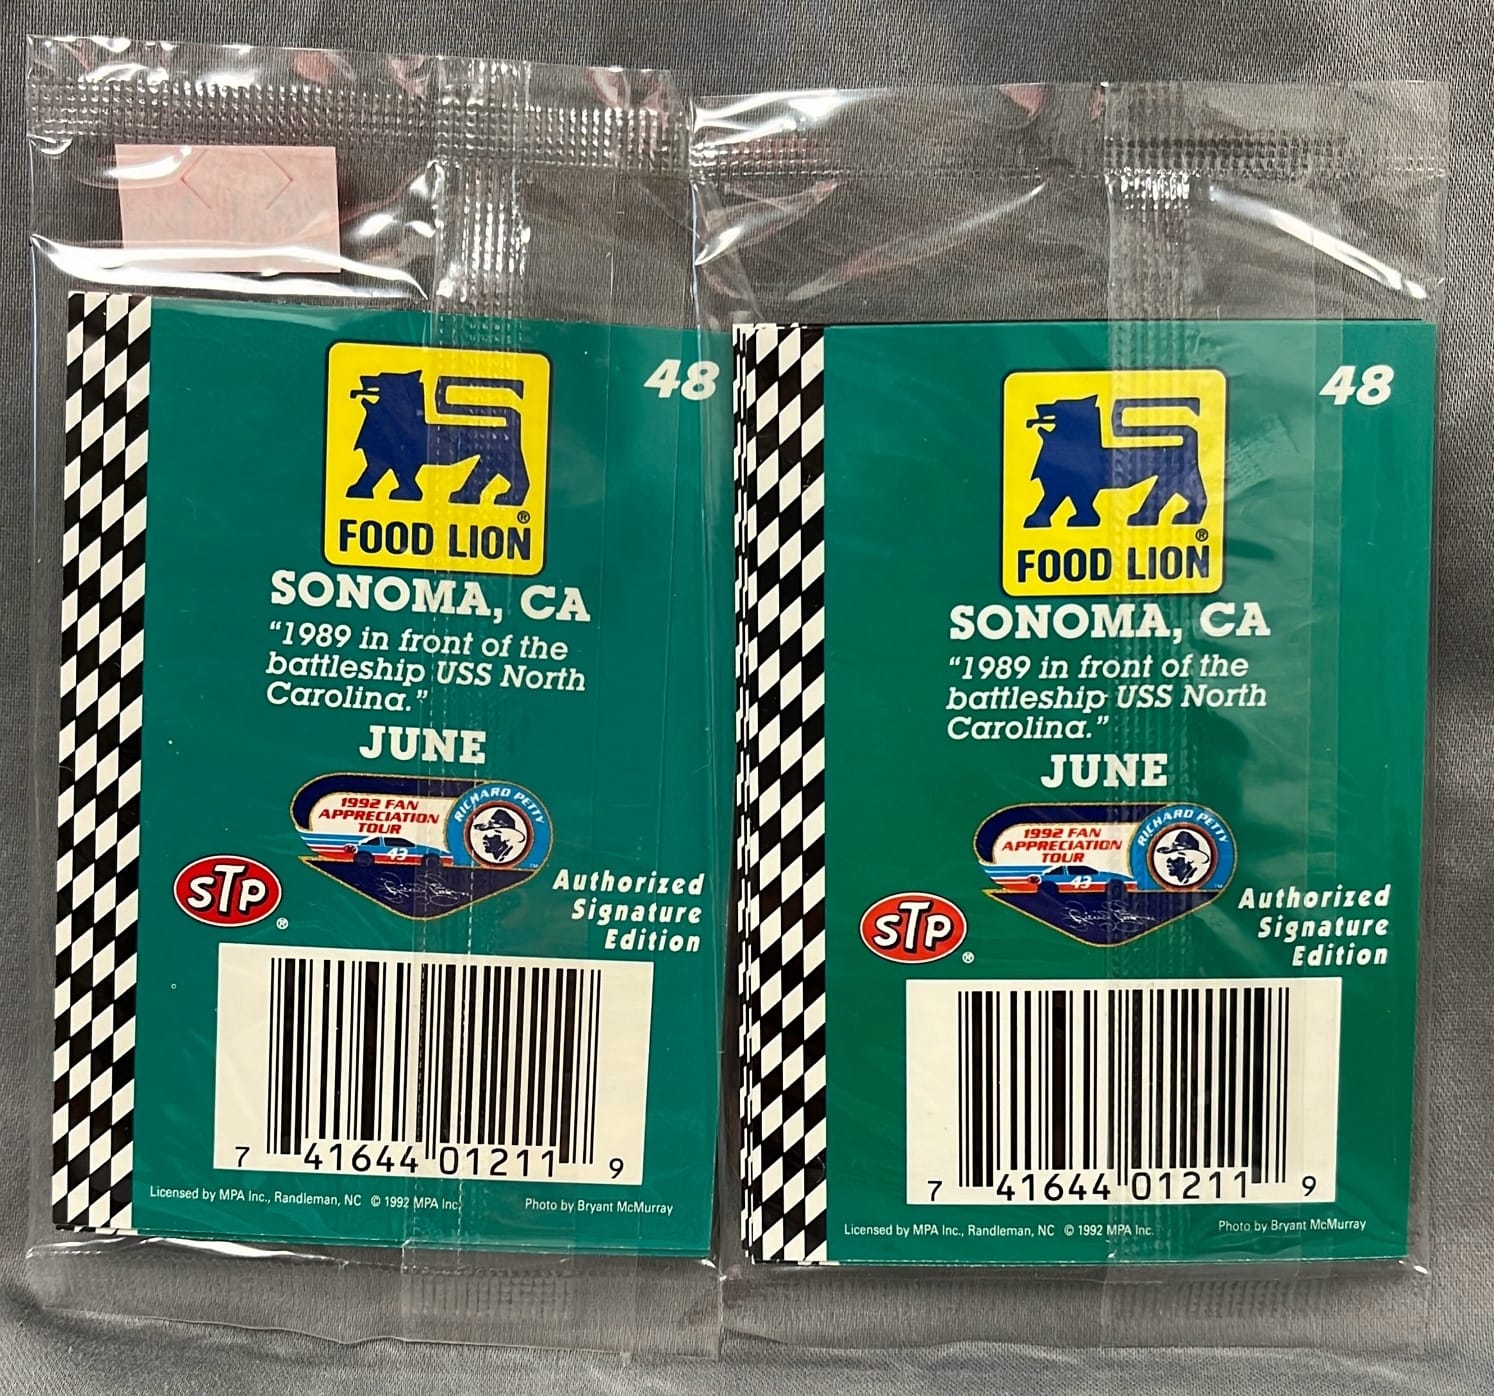 48
FOOD LION®
SONOMA, CA
“1989 in front of the
battleship USS North
Carolina.”
JUNE
1992 FAN
APPRECIATION
TOUR
RICHARD PETTY
43
STP®
Authorized
Signature
Edition
7 41644 01211 9
Licensed by MPA Inc., Randleman, NC © 1992 MPA Inc. Photo by Bryant McMurray
48
FOOD LION®
SONOMA, CA
“1989 in front of the
battleship USS North
Carolina.”
JUNE
1992 FAN
APPRECIATION
TOUR
RICHARD PETTY
TM
43
STP®
Authorized
Signature
Edition
7 41644 01211 9
Licensed by MPA Inc., Randleman, NC © 1992 MPA Inc. Photo by Bryant McMurray